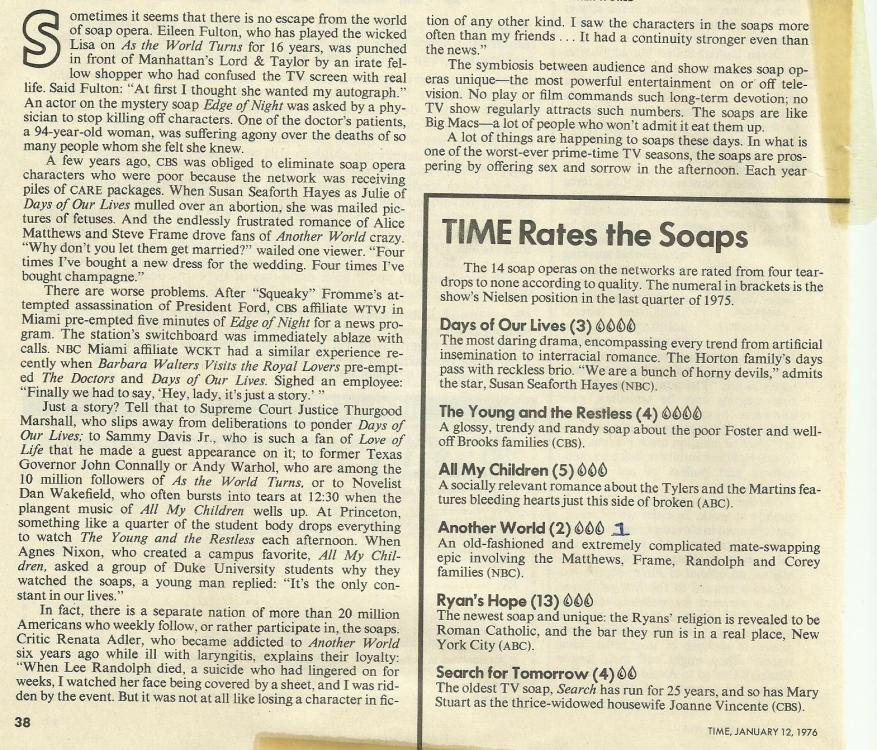 Sometimes it seems that there is no escape from the world
of soap opera. Eileen Fulton, who has played the wicked
Lisa on As the World Turns for 16 years, was punched
in front of Manhattan's Lord & Taylor by an irate fel-
low shopper who had confused the TV screen with real
life. Said Fulton: "At first I thought she wanted my autograph."
An actor on the mystery soap Edge of Night was asked by a phy-
sician to stop killing off characters. One of the doctor's patients,
a 94-year-old woman, was suffering agony over the deaths of so
many people whom she felt she knew.
A few years ago, CBS was obliged to eliminate soap opera
characters who were poor because the network was receiving
piles of CARE packages. When Susan Seaforth Hayes as Julie of
Days of Our Lives mulled over an abortion, she was mailed pic-
tures of fetuses. And the endlessly frustrated romance of Alice
Matthews and Steve Frame drove fans of Another World crazy.
"Why don't you let them get married?" wailed one viewer. "Four
times I've bought a new dress for the wedding. Four times I've
bought champagne."
There are worse problems. After "Squeaky" Fromme's at-
tempted assassination of President Ford, CBS affiliate WTVJ in
Miami pre-empted five minutes of Edge of Night for a news pro-
gram. The station's switchboard was immediately ablaze with
calls. NBC Miami affiliate WCKT had a similar experience re-
cently when Barbara Walters Visits the Royal Lovers pre-empt-
ed The Doctors and Days of Our Lives. Sighed an employee:
"Finally we had to say, 'Hey, lady, it's just a story.' "
Just a story? Tell that to Supreme Court Justice Thurgood
Marshall, who slips away from deliberations to ponder Days of
Our Lives; to Sammy Davis Jr., who is such a fan of Love of
Life that he made a guest appearance on it; to former Texas
Governor John Connally or Andy Warhol, who are among the
10 million followers of As the World Turns, or to Novelist
Dan Wakefield, who often bursts into tears at 12:30 when the
plangent music of All My Children wells up. At Princeton,
something like a quarter of the student body drops everything
to watch The Young and the Restless each afternoon. When
Agnes Nixon, who created a campus favorite, All My Chil-
dren, asked a group of Duke University students why they
watched the soaps, a young man replied: "It's the only con-
stant in our lives."
In fact, there is a separate nation of more than 20 million
Americans who weekly follow, or rather participate in, the soaps.
Critic Renata Adler, who became addicted to Another World
six years ago while ill with laryngitis, explains their loyalty:
"When Lee Randolph died, a suicide who had lingered on for
weeks, I watched her face being covered by a sheet, and I was rid-
den by the event. But it was not at all like losing a character in fic-
38
tion of any other kind. I saw the characters in the soaps more
often than my friends . . . It had a continuity stronger even than
the news."
The symbiosis between audience and show makes soap op-
eras unique—the most powerful entertainment on or off tele-
vision. No play or film commands such long-term devotion; no
TV show regularly attracts such numbers. The soaps are like
Big Macs—a lot of people who won't admit it eat them up.
A lot of things are happening to soaps these days. In what is
one of the worst-ever prime-time TV seasons, the soaps are pros-
pering by offering sex and sorrow in the afternoon. Each year
TIME Rates the Soaps
The 14 soap operas on the networks are rated from four tear-
drops to none according to quality. The numeral in brackets is the
show's Nielsen position in the last quarter of 1975.
Days of Our Lives (3)
The most daring drama, encompassing every trend from artificial
insemination to interracial romance. The Horton family's days
pass with reckless brio. "We are a bunch of horny devils," admits
the star, Susan Seaforth Hayes (NBC).
The Young and the Restless (4)
A glossy, trendy and randy soap about the poor Foster and well-
off Brooks families (CBS).
All My Children (5)
A socially relevant romance about the Tylers and the Martins fea-
tures bleeding hearts just this side of broken (ABC).
Another World (2) 1
An old-fashioned and extremely complicated mate-swapping
epic involving the Matthews, Frame, Randolph and Corey
families (NBC).
Ryan's Hope (13)
The newest soap and unique: the Ryans' religion is revealed to be
Roman Catholic, and the bar they run is in a real place, New
York City (ABC).
Search for Tomorrow (4)
The oldest TV soap, Search has run for 25 years, and so has Mary
Stuart as the thrice-widowed housewife Joanne Vincente (CBS).
TIME, JANUARY 12, 1976